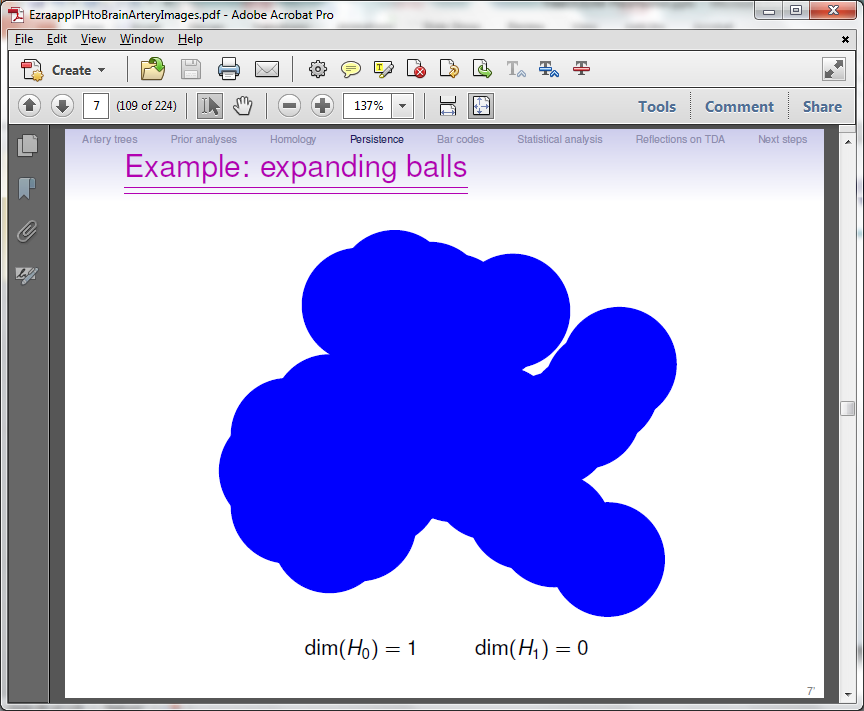 EzraapplPHtoBrainArteryImages.pdf - Adobe Acrobat Pro
File Edit View Window Help
Create
7 (109 of 224) 137% Tools Comment Share
Artery trees Prior analyses Homology Persistence Bar codes Statistical analysis Reflections on TDA Next steps
Example: expanding balls
dim(H₀) = 1 dim(H₁) = 0
7'